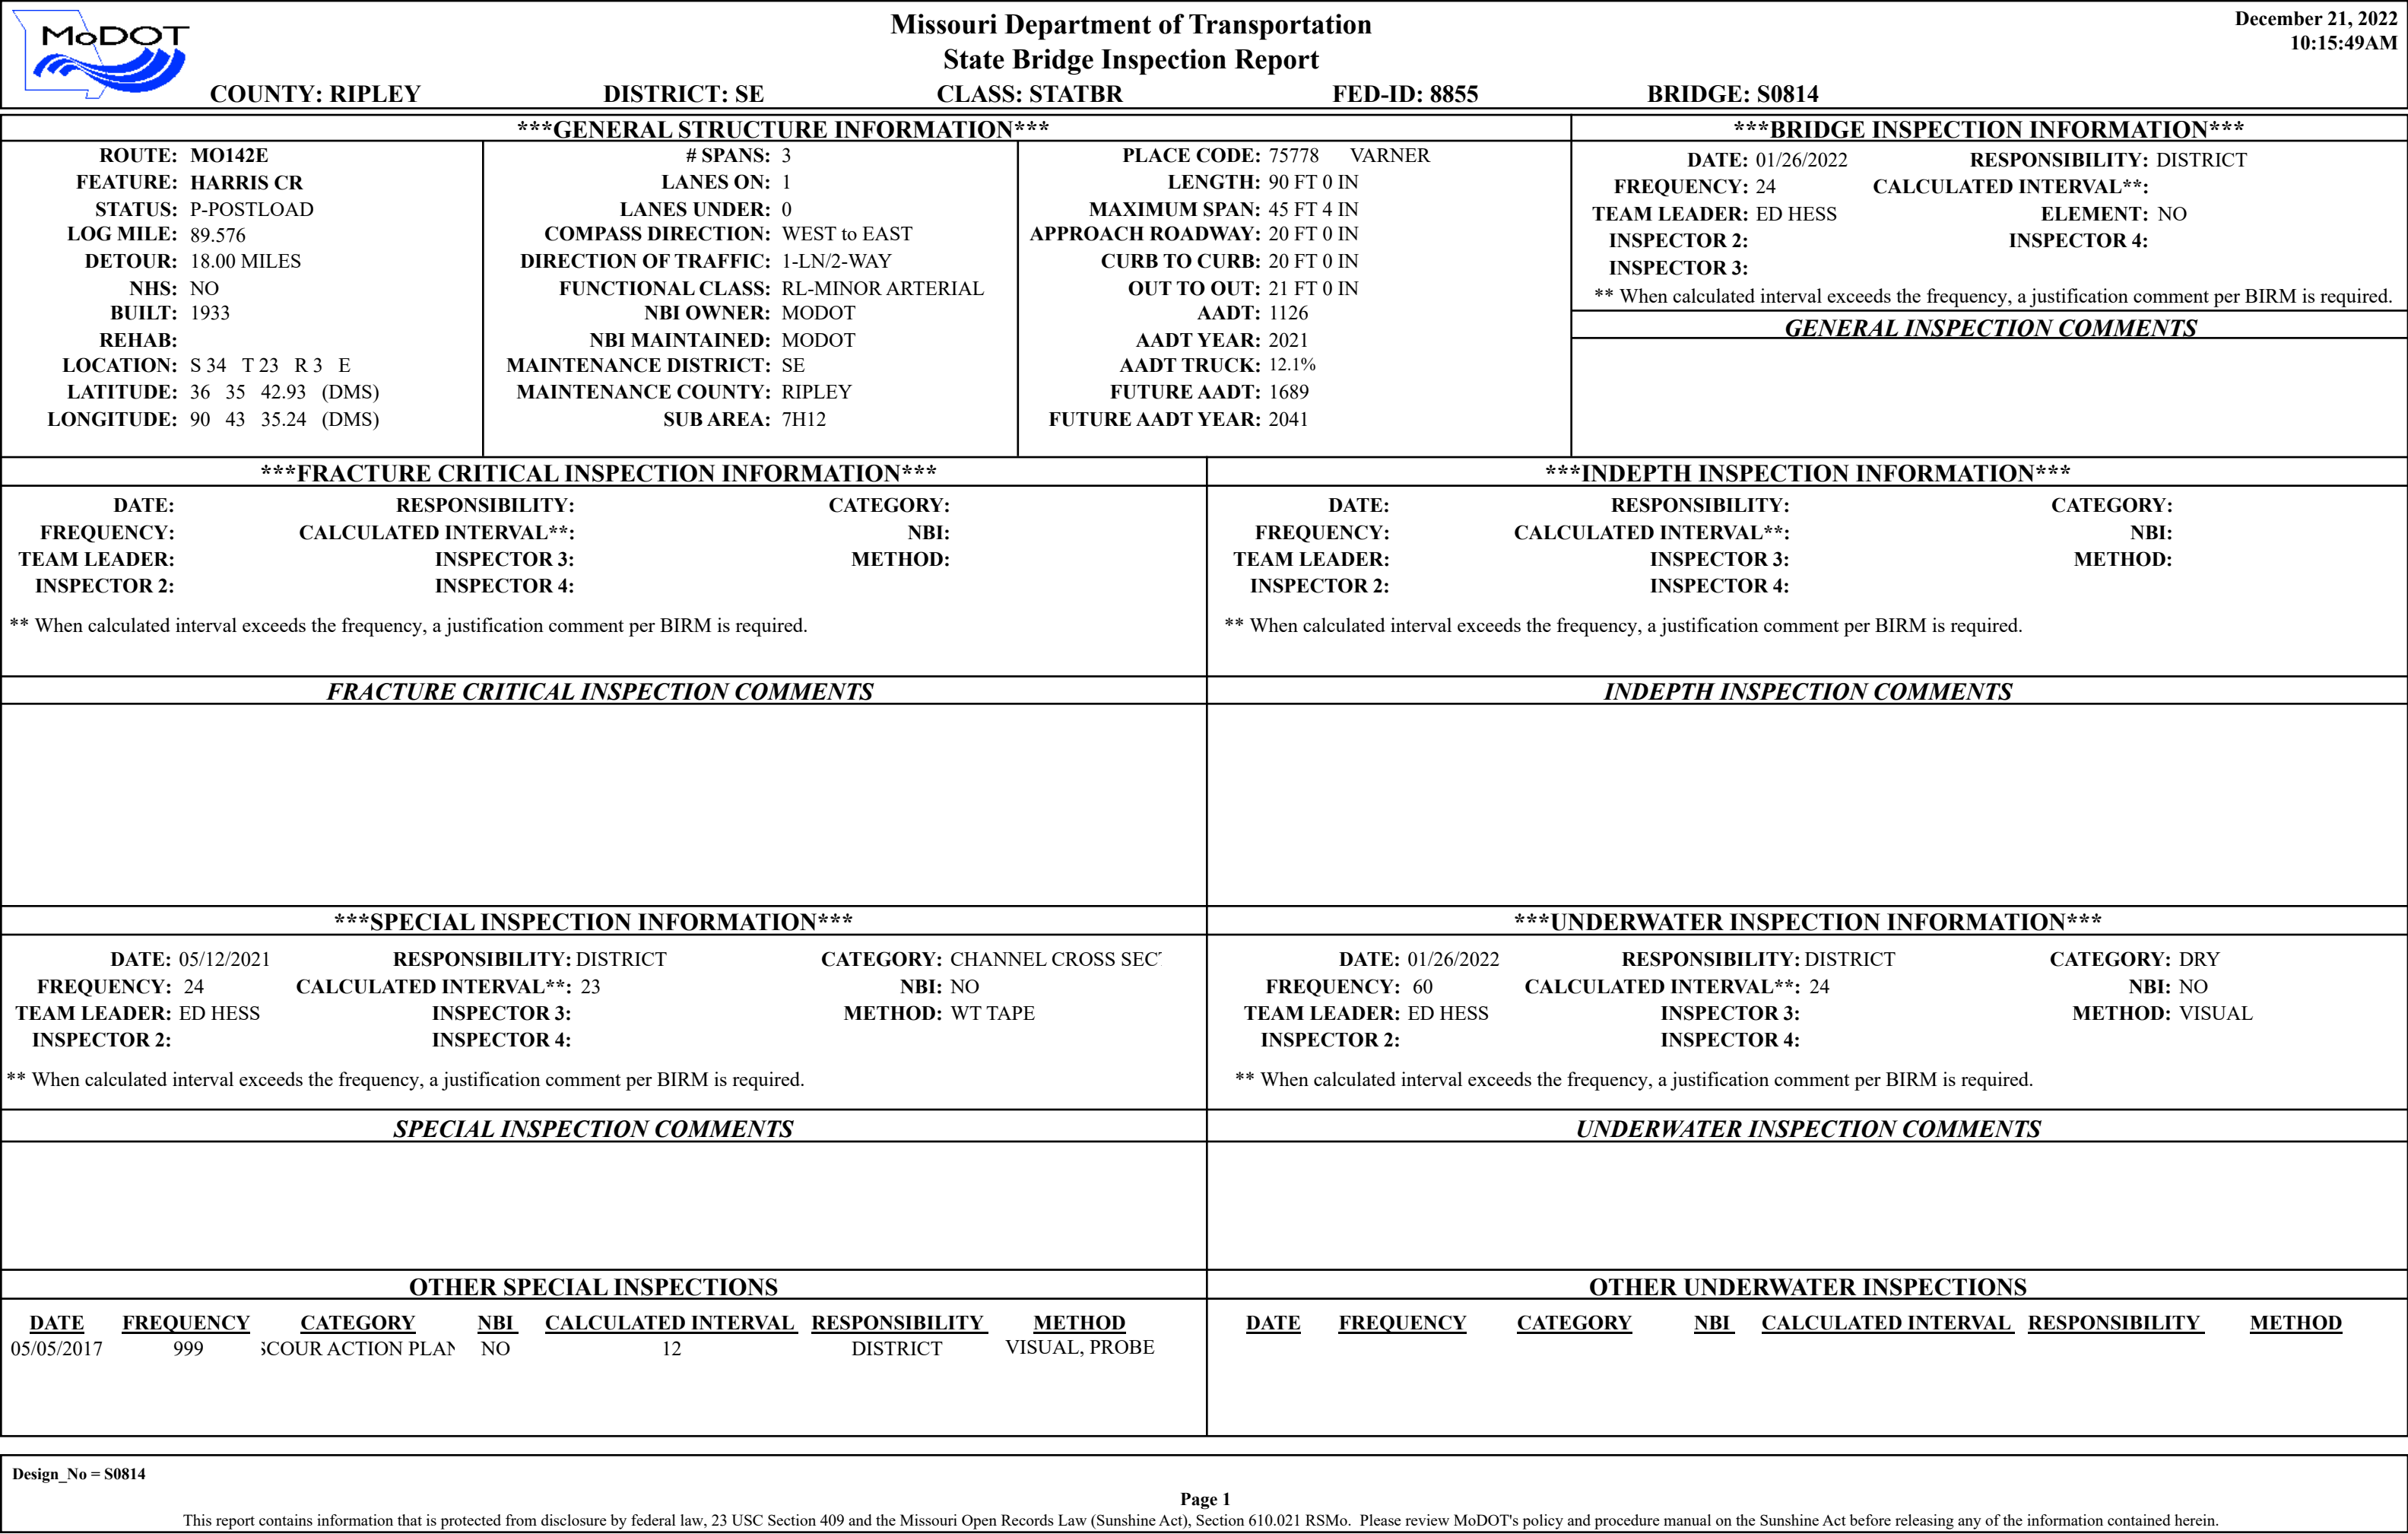 MoDOT
Missouri Department of Transportation
State Bridge Inspection Report
December 21, 2022
10:15:49AM
COUNTY: RIPLEY DISTRICT: SE CLASS: STATBR FED-ID: 8855 BRIDGE: S0814
***GENERAL STRUCTURE INFORMATION***
ROUTE: MO142E
FEATURE: HARRIS CR
STATUS: P-POSTLOAD
LOG MILE: 89.576
DETOUR: 18.00 MILES
NHS: NO
BUILT: 1933
REHAB:
LOCATION: S 34 T 23 R 3 E
LATITUDE: 36 35 42.93 (DMS)
LONGITUDE: 90 43 35.24 (DMS)
# SPANS: 3
LANES ON: 1
LANES UNDER: 0
COMPASS DIRECTION: WEST to EAST
DIRECTION OF TRAFFIC: 1-LN/2-WAY
FUNCTIONAL CLASS: RL-MINOR ARTERIAL
NBI OWNER: MODOT
NBI MAINTAINED: MODOT
MAINTENANCE DISTRICT: SE
MAINTENANCE COUNTY: RIPLEY
SUB AREA: 7H12
PLACE CODE: 75778 VARNER
LENGTH: 90 FT 0 IN
MAXIMUM SPAN: 45 FT 4 IN
APPROACH ROADWAY: 20 FT 0 IN
CURB TO CURB: 20 FT 0 IN
OUT TO OUT: 21 FT 0 IN
AADT: 1126
AADT YEAR: 2021
AADT TRUCK: 12.1%
FUTURE AADT: 1689
FUTURE AADT YEAR: 2041
***BRIDGE INSPECTION INFORMATION***
DATE: 01/26/2022 RESPONSIBILITY: DISTRICT
FREQUENCY: 24 CALCULATED INTERVAL**:
TEAM LEADER: ED HESS ELEMENT: NO
INSPECTOR 2: INSPECTOR 4:
INSPECTOR 3:
** When calculated interval exceeds the frequency, a justification comment per BIRM is required.
GENERAL INSPECTION COMMENTS
***FRACTURE CRITICAL INSPECTION INFORMATION***
DATE: RESPONSIBILITY: CATEGORY:
FREQUENCY: CALCULATED INTERVAL**: NBI:
TEAM LEADER: INSPECTOR 3: METHOD:
INSPECTOR 2: INSPECTOR 4:
** When calculated interval exceeds the frequency, a justification comment per BIRM is required.
FRACTURE CRITICAL INSPECTION COMMENTS
***INDEPTH INSPECTION INFORMATION***
DATE: RESPONSIBILITY: CATEGORY:
FREQUENCY: CALCULATED INTERVAL**: NBI:
TEAM LEADER: INSPECTOR 3: METHOD:
INSPECTOR 2: INSPECTOR 4:
** When calculated interval exceeds the frequency, a justification comment per BIRM is required.
INDEPTH INSPECTION COMMENTS
***SPECIAL INSPECTION INFORMATION***
DATE: 05/12/2021 RESPONSIBILITY: DISTRICT CATEGORY: CHANNEL CROSS SEC
FREQUENCY: 24 CALCULATED INTERVAL**: 23 NBI: NO
TEAM LEADER: ED HESS INSPECTOR 3: METHOD: WT TAPE
INSPECTOR 2: INSPECTOR 4:
** When calculated interval exceeds the frequency, a justification comment per BIRM is required.
SPECIAL INSPECTION COMMENTS
***UNDERWATER INSPECTION INFORMATION***
DATE: 01/26/2022 RESPONSIBILITY: DISTRICT CATEGORY: DRY
FREQUENCY: 60 CALCULATED INTERVAL**: 24 NBI: NO
TEAM LEADER: ED HESS INSPECTOR 3: METHOD: VISUAL
INSPECTOR 2: INSPECTOR 4:
** When calculated interval exceeds the frequency, a justification comment per BIRM is required.
UNDERWATER INSPECTION COMMENTS
OTHER SPECIAL INSPECTIONS
DATE FREQUENCY CATEGORY NBI CALCULATED INTERVAL RESPONSIBILITY METHOD
05/05/2017 999 SCOUR ACTION PLAN NO 12 DISTRICT VISUAL, PROBE
OTHER UNDERWATER INSPECTIONS
DATE FREQUENCY CATEGORY NBI CALCULATED INTERVAL RESPONSIBILITY METHOD
Design_No = S0814
Page 1
This report contains information that is protected from disclosure by federal law, 23 USC Section 409 and the Missouri Open Records Law (Sunshine Act), Section 610.021 RSMo. Please review MoDOT's policy and procedure manual on the Sunshine Act before releasing any of the information contained herein.